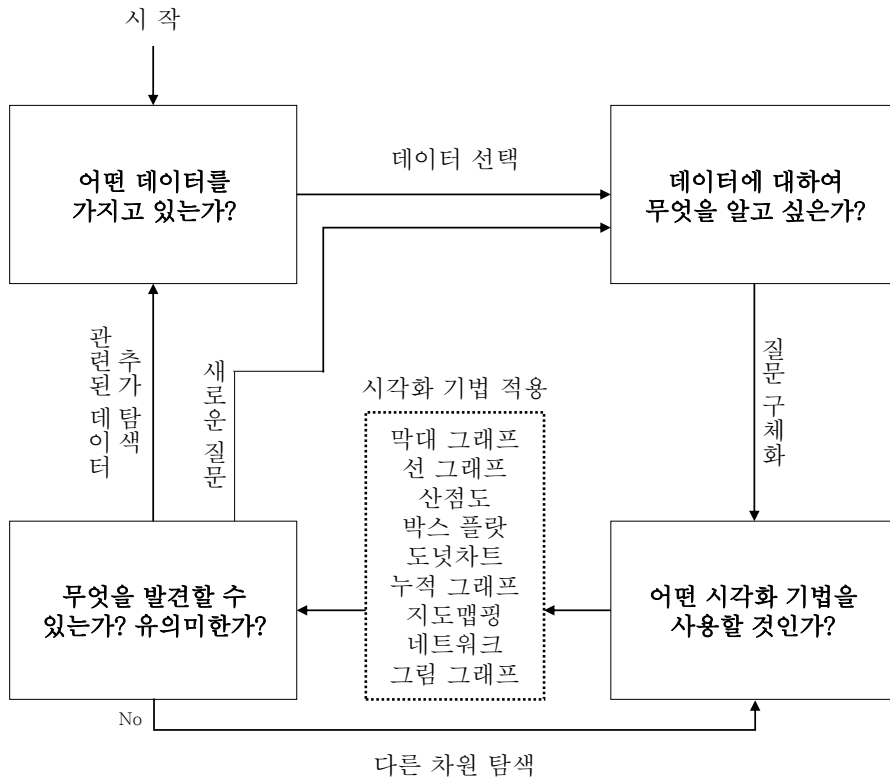 시 작
어떤 데이터를
가지고 있는가?
데이터 선택
데이터에 대하여
무엇을 알고 싶은가?
관련된 데이터
추가 탐색
새로운 질문
질문 구체화
시각화 기법 적용
막대 그래프
선 그래프
산점도
박스 플랏
도넛차트
누적 그래프
지도맵핑
네트워크
그림 그래프
무엇을 발견할 수
있는가? 유의미한가?
어떤 시각화 기법을
사용할 것인가?
No
다른 차원 탐색